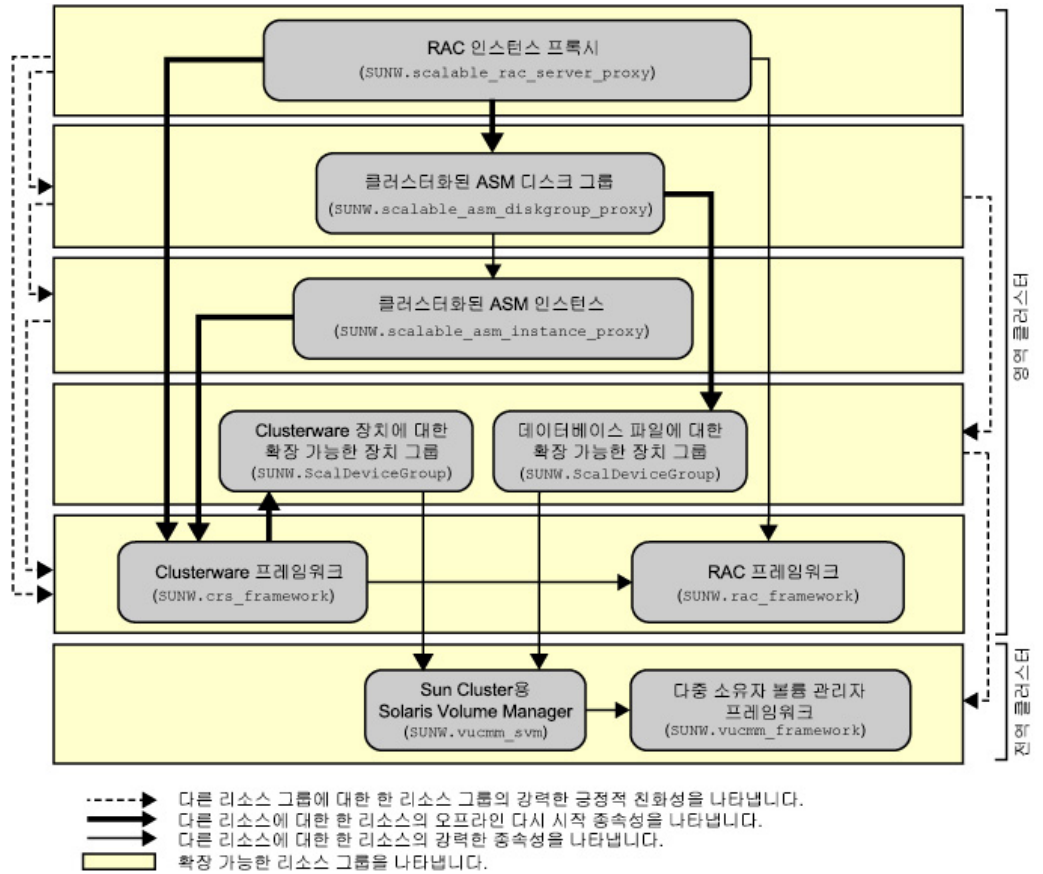 RAC 인스턴스 프록시
(SUNW.scalable_rac_server_proxy)
클러스터화된 ASM 디스크 그룹
(SUNW.scalable_asm_diskgroup_proxy)
클러스터화된 ASM 인스턴스
(SUNW.scalable_asm_instance_proxy)
영역 클러스터
Clusterware 장치에 대한
확장 가능한 장치 그룹
(SUNW.ScalDeviceGroup)
데이터베이스 파일에 대한
확장 가능한 장치 그룹
(SUNW.ScalDeviceGroup)
Clusterware 프레임워크
(SUNW.crs_framework)
RAC 프레임워크
(SUNW.rac_framework)
Sun Cluster용
Solaris Volume Manager
(SUNW.vucmm_svm)
다중 소유자 볼륨 관리자
프레임워크
(SUNW.vucmm_framework)
전역 클러스터
다른 리소스 그룹에 대한 한 리소스 그룹의 강력한 긍정적 친화성을 나타냅니다.
다른 리소스에 대한 한 리소스의 오프라인 다시 시작 종속성을 나타냅니다.
다른 리소스에 대한 한 리소스의 강력한 종속성을 나타냅니다.
확장 가능한 리소스 그룹을 나타냅니다.